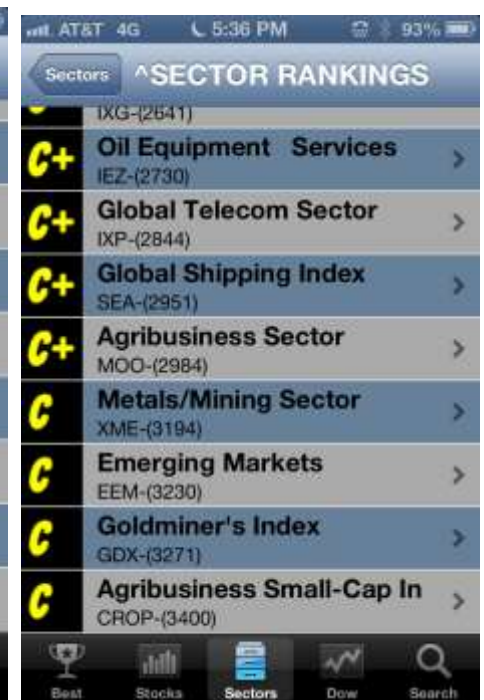 AT&T 4G 5:36 PM 93%
Sectors ^SECTOR RANKINGS
IXG-(2641)
C+ Oil Equipment Services
IEZ-(2730)
C+ Global Telecom Sector
IXP-(2844)
C+ Global Shipping Index
SEA-(2951)
C+ Agribusiness Sector
MOO-(2984)
C Metals/Mining Sector
XME-(3194)
C Emerging Markets
EEM-(3230)
C Goldminer's Index
GDX-(3271)
C Agribusiness Small-Cap In
CROP-(3400)
Best Stocks Sectors Dow Search